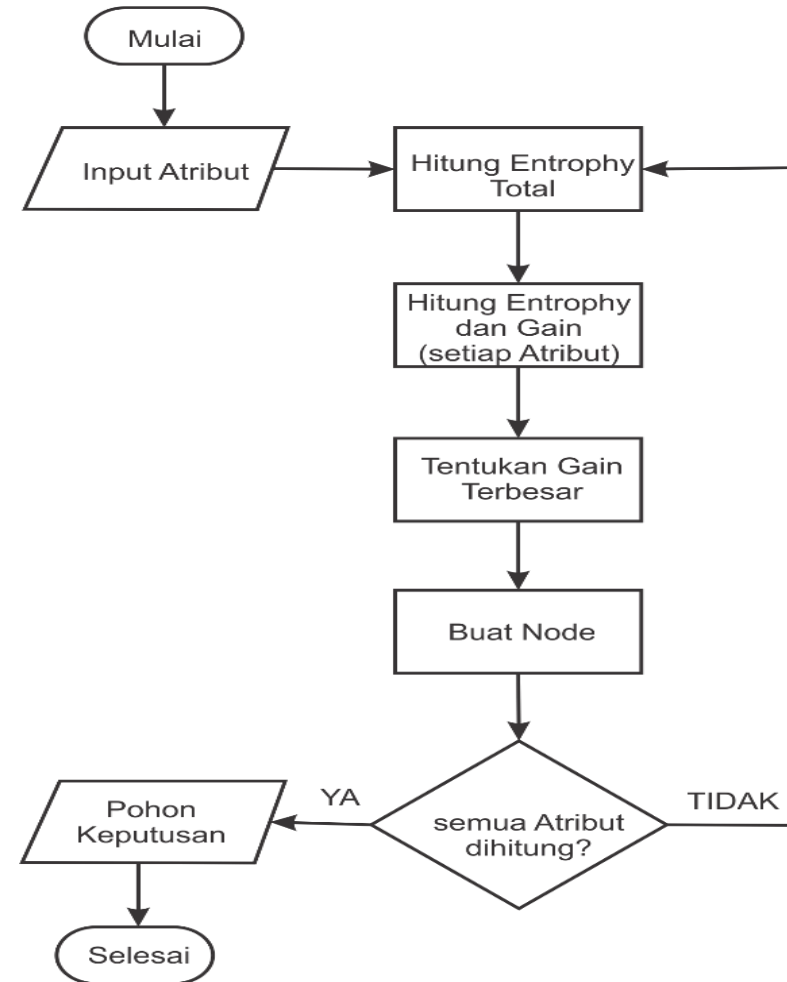 Mulai
Input Atribut
Hitung Entrophy
Total
Hitung Entrophy
dan Gain
(setiap Atribut)
Tentukan Gain
Terbesar
Buat Node
semua Atribut
dihitung?
YA
TIDAK
Pohon
Keputusan
Selesai